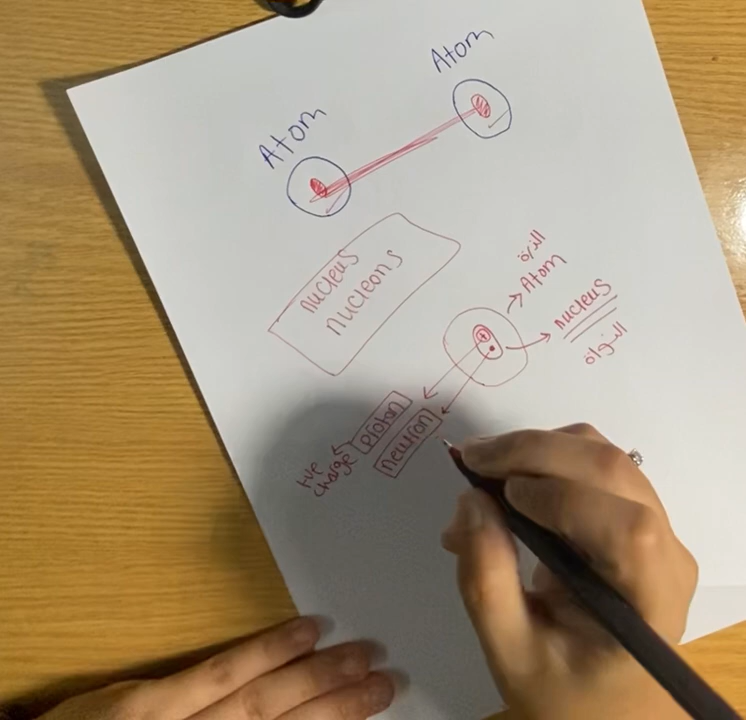 Atom
Atom
nucleus
nucleons
الذرة
Atom
nucleus
النواة
+
proton
neutron
+ve
charge